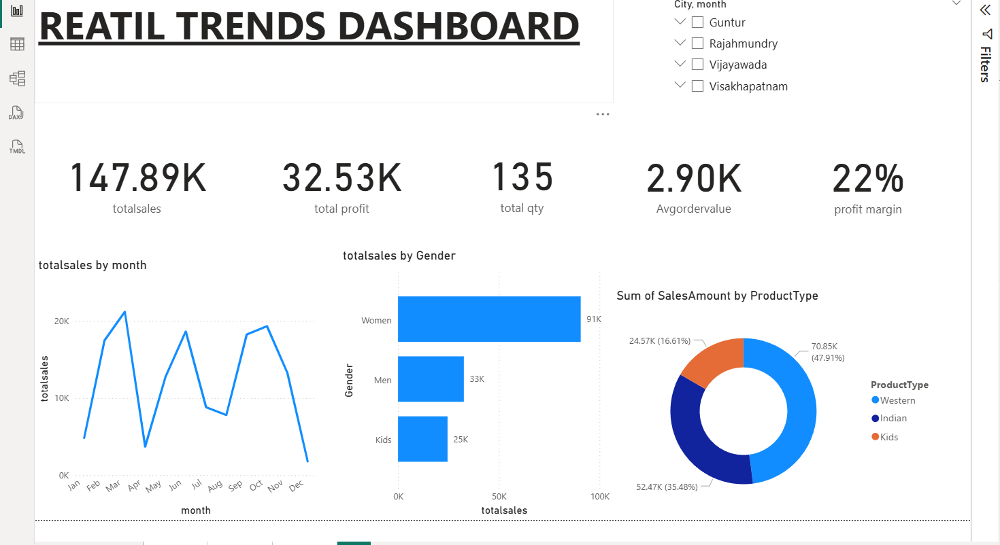 REATIL TRENDS DASHBOARD
City, month
Guntur
Rajahmundry
Vijayawada
Visakhapatnam
Filters
DAX
TMDL
147.89K
totalsales
32.53K
total profit
135
total qty
2.90K
Avgordervalue
22%
profit margin
totalsales by month
totalsales
20K
10K
0K
Jan Feb Mar Apr May Jun Jul Aug Sep Oct Nov Dec
month
totalsales by Gender
Gender
Women 91K
Men 33K
Kids 25K
0K 50K 100K
totalsales
Sum of SalesAmount by ProductType
24.57K (16.61%)
70.85K
(47.91%)
52.47K (35.48%)
ProductType
Western
Indian
Kids